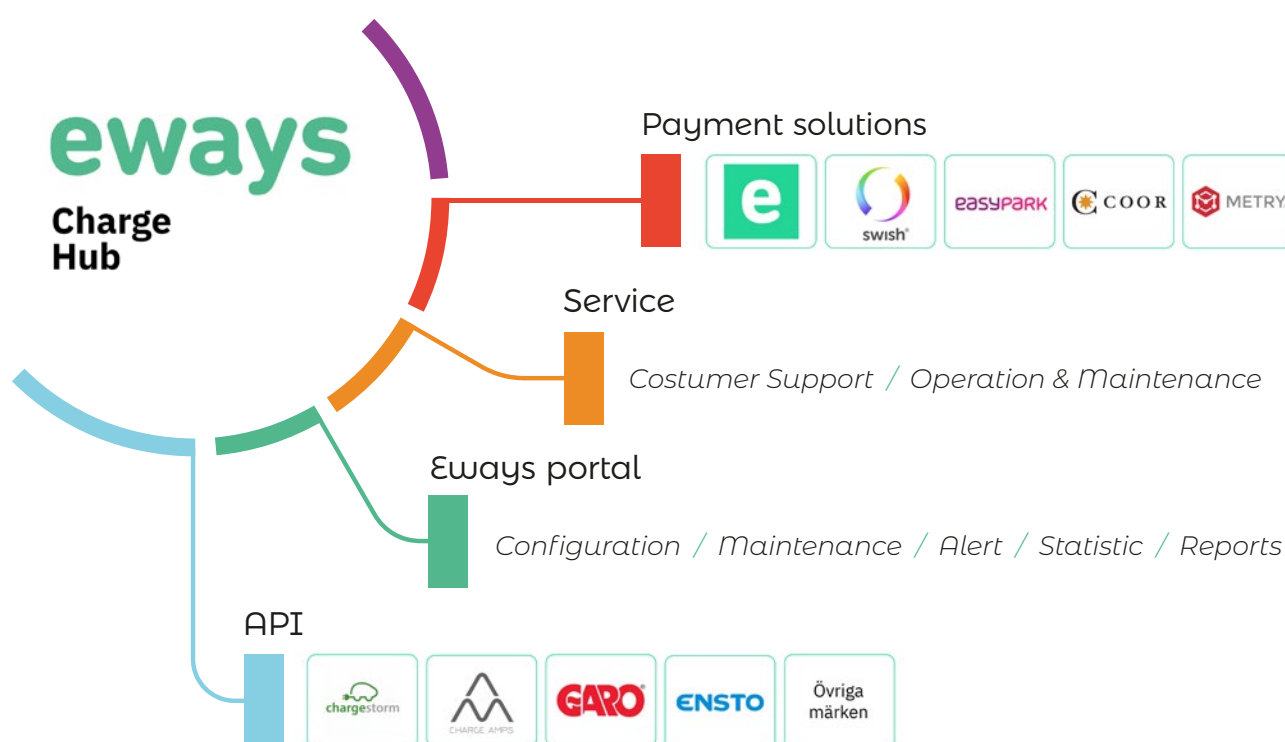 eways
Charge
Hub
Payment solutions
e
swish®
easypark
COOR
METRY
Service
Costumer Support / Operation & Maintenance
Eways portal
Configuration / Maintenance / Alert / Statistic / Reports
API
chargestorm
CHARGE AMPS
GARO®
ENSTO
Övriga
märken